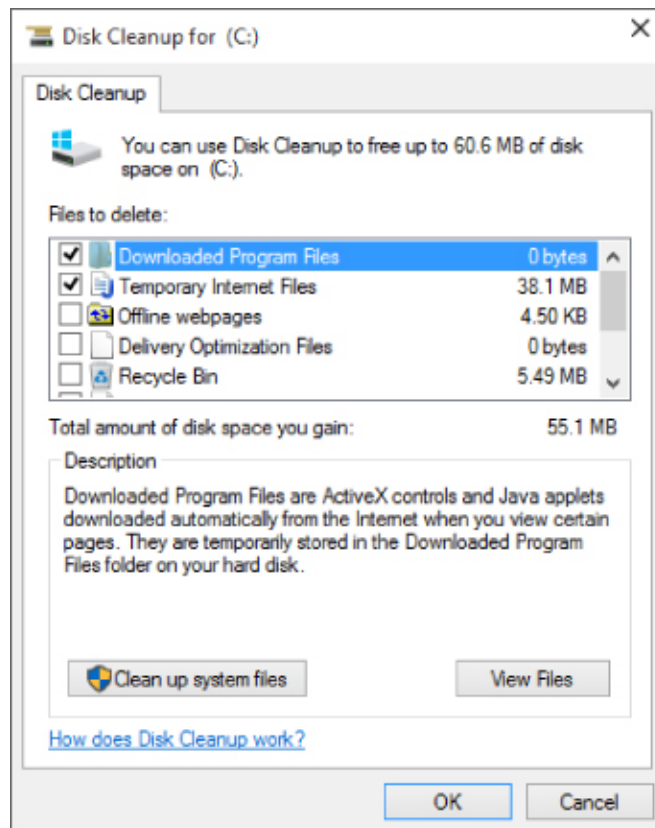 Disk Cleanup for (C:)
Disk Cleanup
You can use Disk Cleanup to free up to 60.6 MB of disk
space on (C:).
Files to delete:
Downloaded Program Files 0 bytes
Temporary Internet Files 38.1 MB
Offline webpages 4.50 KB
Delivery Optimization Files 0 bytes
Recycle Bin 5.49 MB
Total amount of disk space you gain: 55.1 MB
Description
Downloaded Program Files are ActiveX controls and Java applets
downloaded automatically from the Internet when you view certain
pages. They are temporarily stored in the Downloaded Program
Files folder on your hard disk.
Clean up system files View Files
How does Disk Cleanup work?
OK Cancel